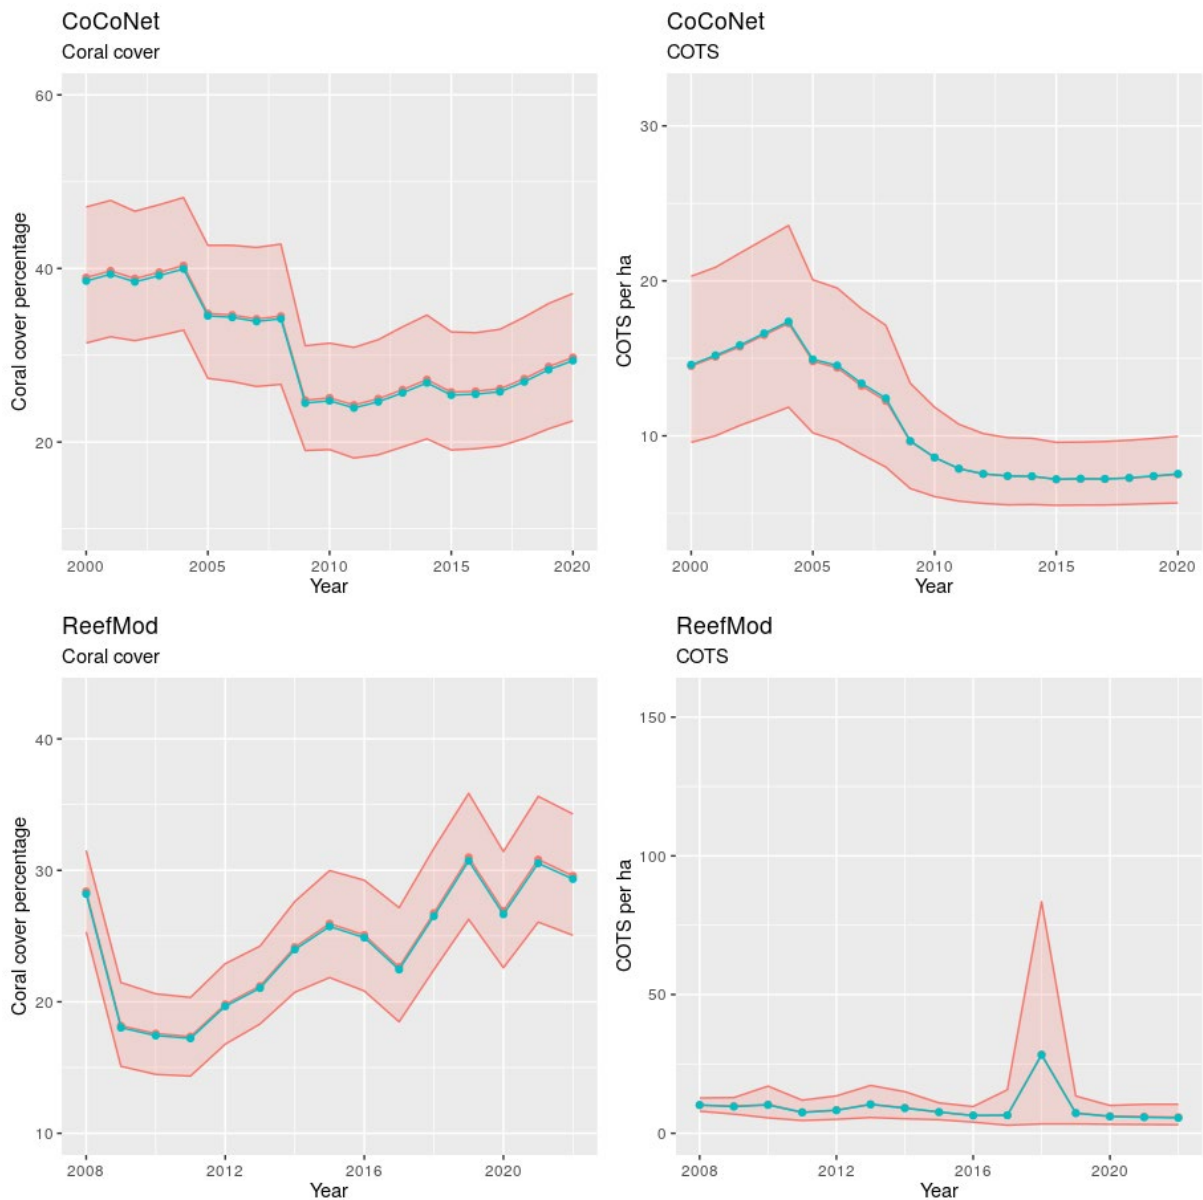 CoCoNet
Coral cover
60
40
20
Coral cover percentage
2000 2005 2010 2015 2020
Year
CoCoNet
COTS
30
20
10
COTS per ha
2000 2005 2010 2015 2020
Year
ReefMod
Coral cover
40
30
20
10
Coral cover percentage
2008 2012 2016 2020
Year
ReefMod
COTS
150
100
50
0
COTS per ha
2008 2012 2016 2020
Year